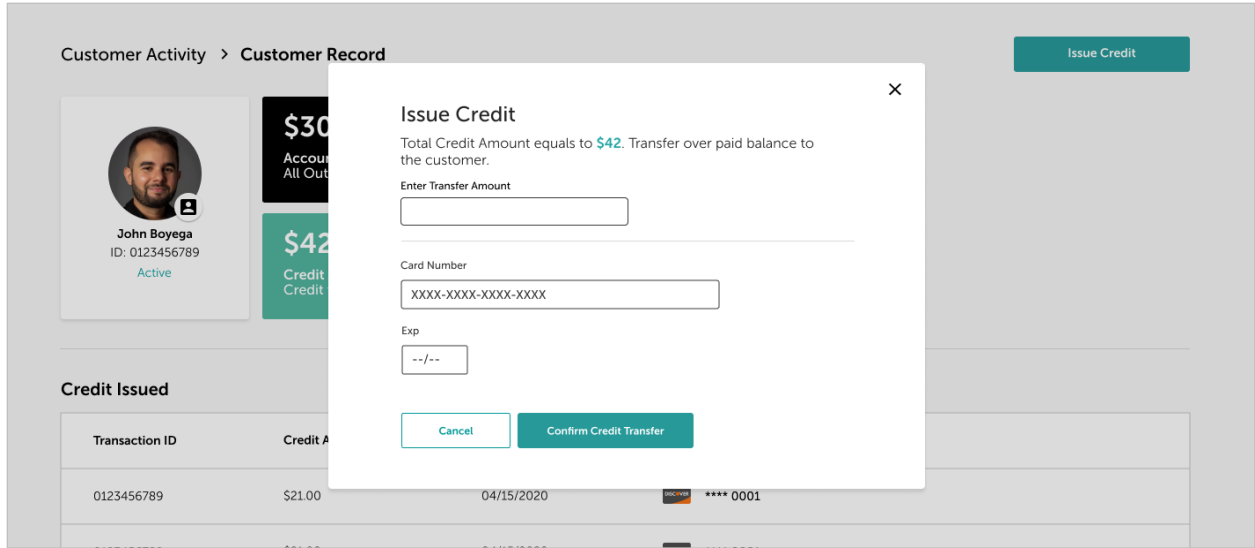 Customer Activity > Customer Record
Issue Credit
$30
Accou
All Out
John Boyega
ID: 0123456789
Active
$42
Credit
Credit
Issue Credit
Total Credit Amount equals to $42. Transfer over paid balance to
the customer.
Enter Transfer Amount
Card Number
XXXX-XXXX-XXXX-XXXX
Exp
--/--
Cancel
Confirm Credit Transfer
Credit Issued
Transaction ID
Credit A
0123456789
$21.00
04/15/2020
DISCOVER
**** 0001